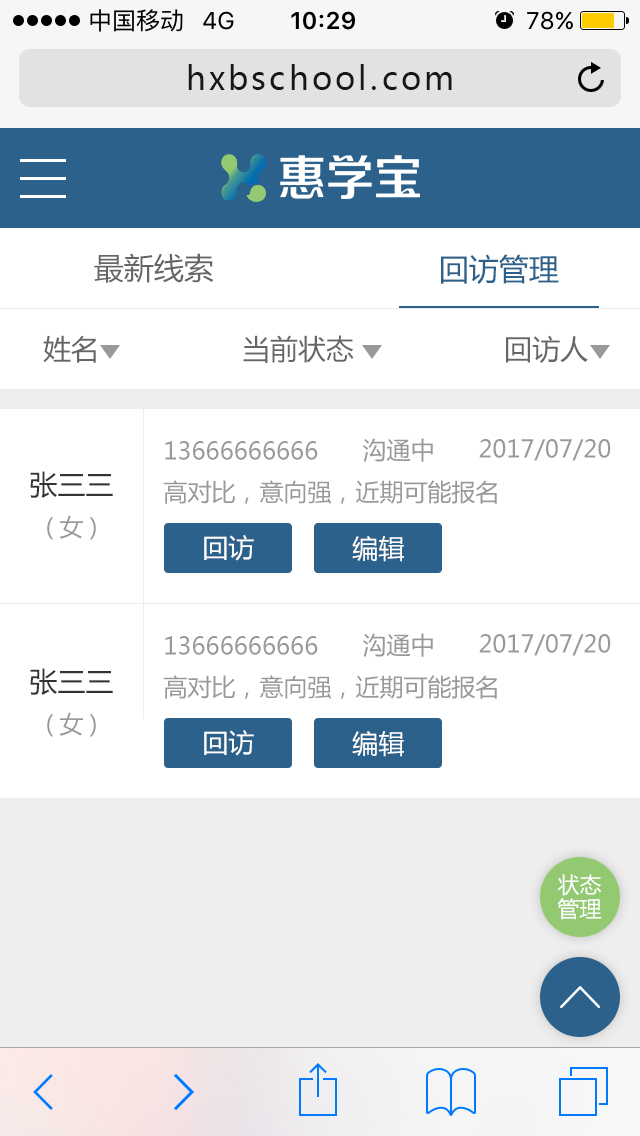 中国移动 4G 10:29 78%
hxbschool.com
惠学宝
最新线索 回访管理
姓名 当前状态 回访人
张三三
（女）
13666666666 沟通中 2017/07/20
高对比，意向强，近期可能报名
回访 编辑
张三三
（女）
13666666666 沟通中 2017/07/20
高对比，意向强，近期可能报名
回访 编辑
状态
管理